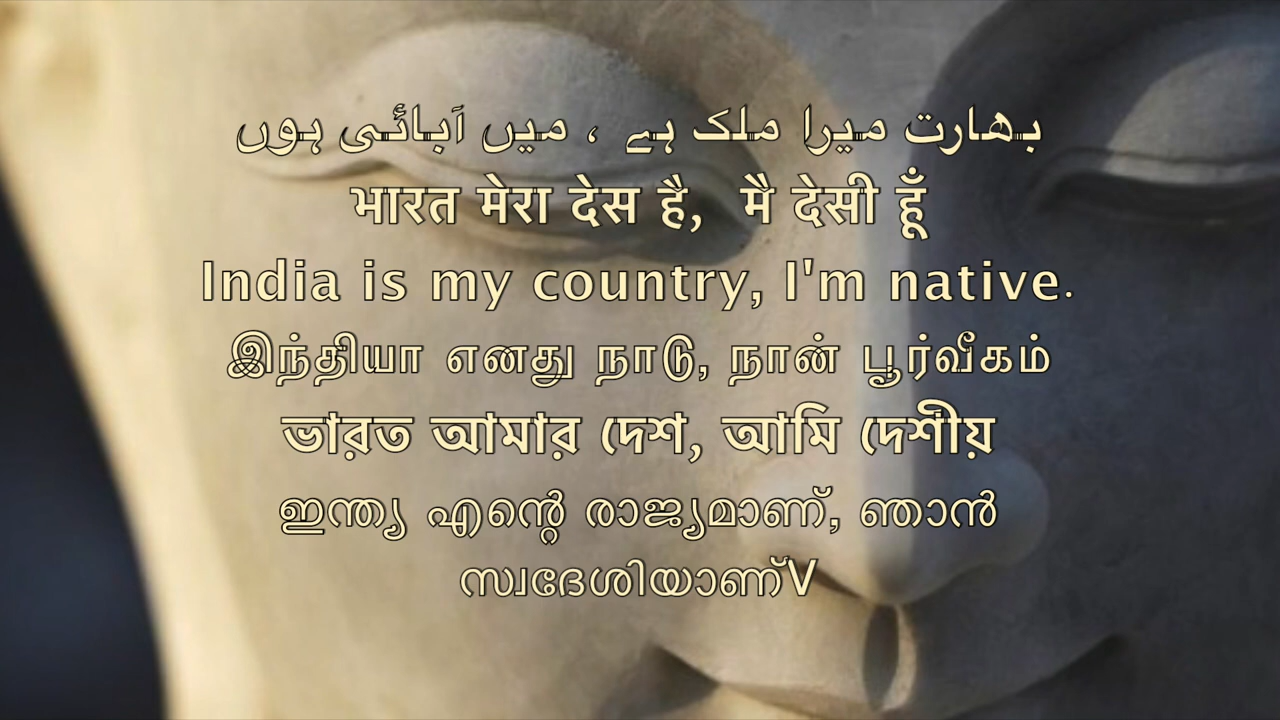 بھارت میرا ملک ہے ، میں آبائی ہوں
भारत मेरा देस है, मै देसी हूँ
India is my country, I'm native.
இந்தியா எனது நாடு, நான் பூர்வீகம்
ভারত আমার দেশ, আমি দেশীয়
ഇന്ത്യ എന്റെ രാജ്യമാണ്, ഞാൻ
സ്വദേശിയാണ്V